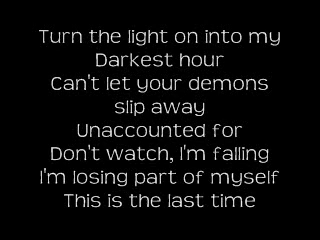 Turn the light on into my
Darkest hour
Can't let your demons
slip away
Unaccounted for
Don't watch, I'm falling
I'm losing part of myself
This is the last time